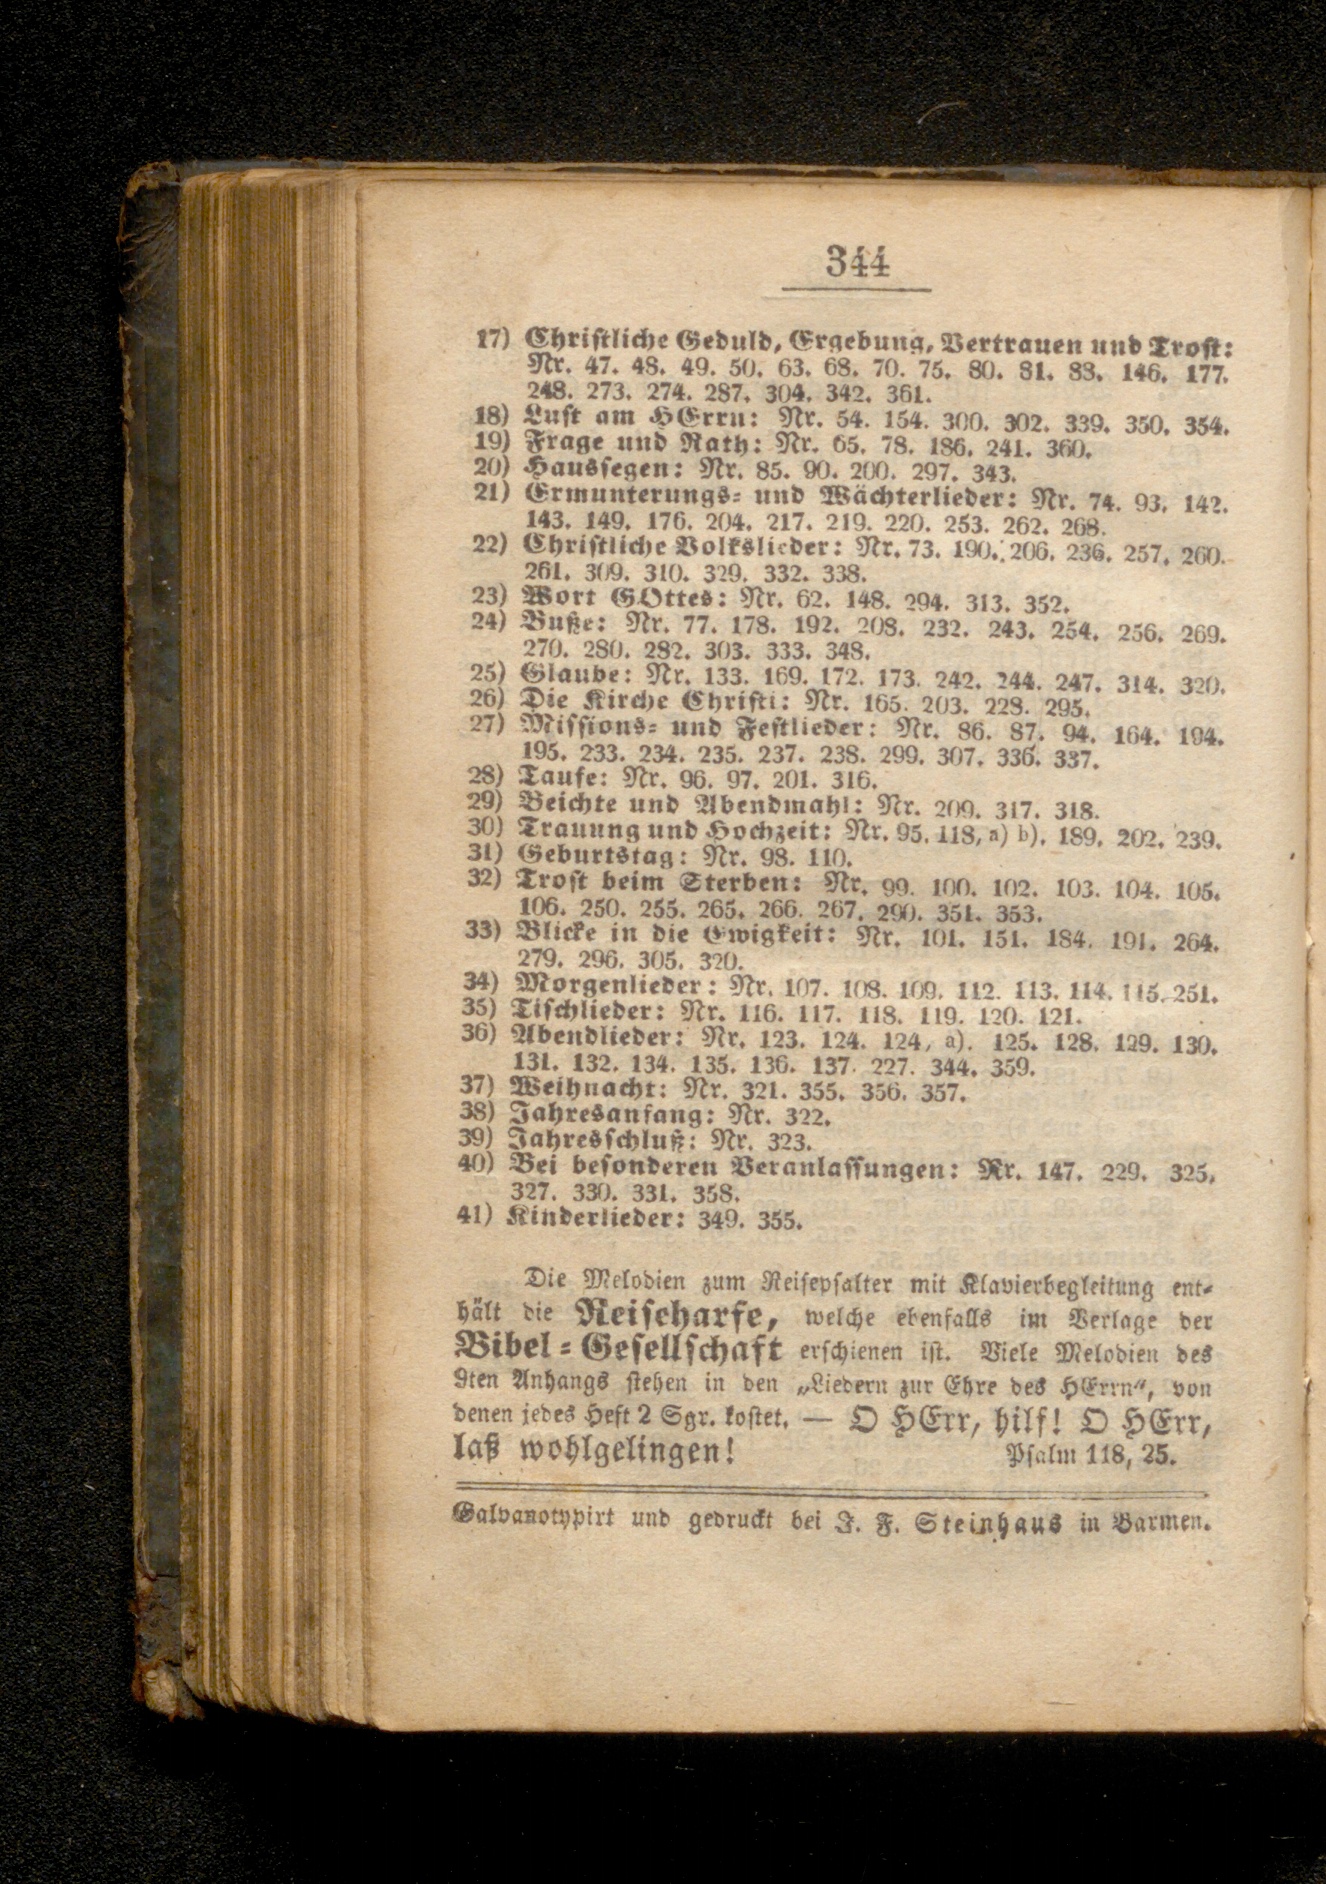 344
17) Christliche Geduld, Ergebung, Vertrauen und Trost:
Nr. 47. 48. 49. 50. 63. 68. 70. 75. 80. 81. 88. 146. 177.
248. 273. 274. 287. 304. 342. 361.
18) Lust am HErrn: Nr. 54. 154. 300. 302. 339. 350. 354.
19) Frage und Rath: Nr. 65. 78. 186. 241. 360.
20) Haussegen: Nr. 85. 90. 200. 297. 343.
21) Ermunterungs- und Wächterlieder: Nr. 74. 93. 142.
143. 149. 176. 204. 217. 219. 220. 253. 262. 268.
22) Christliche Volkslieder: Nr. 73. 190. 206. 236. 257. 260.
261. 309. 310. 329. 332. 338.
23) Wort GOttes: Nr. 62. 148. 294. 313. 352.
24) Buße: Nr. 77. 178. 192. 208. 232. 243. 254. 256. 269.
270. 280. 282. 303. 333. 348.
25) Glaube: Nr. 133. 169. 172. 173. 242. 244. 247. 314. 320.
26) Die Kirche Christi: Nr. 165. 203. 228. 295.
27) Missions- und Festlieder: Nr. 86. 87. 94. 164. 194.
195. 233. 234. 235. 237. 238. 299. 307. 336. 337.
28) Taufe: Nr. 96. 97. 201. 316.
29) Beichte und Abendmahl: Nr. 209. 317. 318.
30) Trauung und Hochzeit: Nr. 95. 118, a) b). 189. 202. 239.
31) Geburtstag: Nr. 98. 110.
32) Trost beim Sterben: Nr. 99. 100. 102. 103. 104. 105.
106. 250. 255. 265. 266. 267. 290. 351. 353.
33) Blicke in die Ewigkeit: Nr. 101. 151. 184. 191. 264.
279. 296. 305. 320.
34) Morgenlieder: Nr. 107. 108. 109. 112. 113. 114. 115. 251.
35) Tischlieder: Nr. 116. 117. 118. 119. 120. 121.
36) Abendlieder: Nr. 123. 124. 124, a). 125. 128. 129. 130.
131. 132. 134. 135. 136. 137. 227. 344. 359.
37) Weihnacht: Nr. 321. 355. 356. 357.
38) Jahresanfang: Nr. 322.
39) Jahresschluß: Nr. 323.
40) Bei besonderen Veranlassungen: Nr. 147. 229. 325.
327. 330. 331. 358.
41) Kinderlieder: 349. 355.
Die Melodien zum Reisepsalter mit Klavierbegleitung ent-
hält die Reiseharfe, welche ebenfalls im Verlage der
Bibel-Gesellschaft erschienen ist. Viele Melodien des
9ten Anhangs stehen in den „Liedern zur Ehre des HErrn“, von
denen jedes Heft 2 Sgr. kostet. — O HErr, hilf! O HErr,
laß wohlgelingen! Psalm 118, 25.
Galvanotypirt und gedruckt bei J. F. Steinhaus in Barmen.